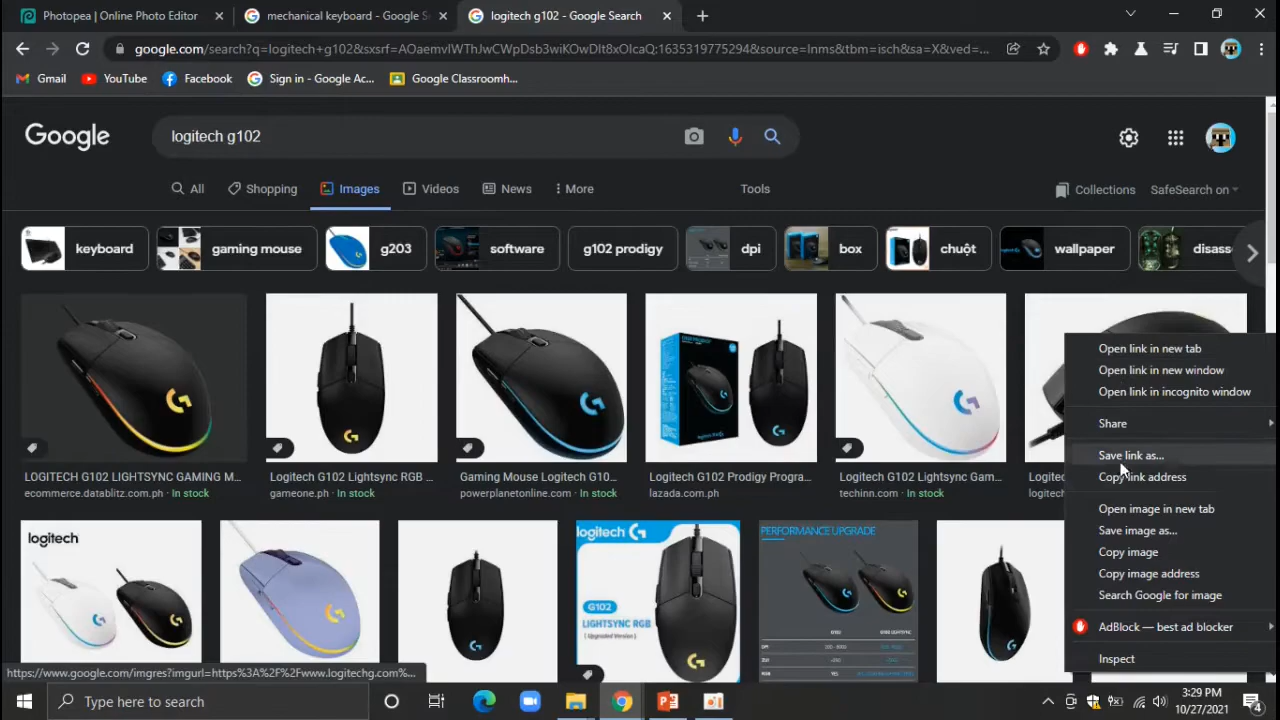 Photopea | Online Photo Editor
mechanical keyboard - Google S
logitech g102 - Google Search
google.com/search?q=logitech+g102&sxsrf=AOaemvIWThJwCWpDsb3wiKOwDIt8xOIcaQ:1635319775294&source=lnms&tbm=isch&sa=X&ved=...
Gmail
YouTube
Facebook
Sign in - Google Ac...
Google Classroomh...
Google
logitech g102
All
Shopping
Images
Videos
News
More
Tools
Collections
SafeSearch on
keyboard
gaming mouse
g203
software
g102 prodigy
dpi
box
chuột
wallpaper
disass
LOGITECH G102 LIGHTSYNC GAMING M...
ecommerce.datablitz.com.ph · In stock
Logitech G102 Lightsync RGB ...
gameone.ph · In stock
Gaming Mouse Logitech G10...
powerplanetonline.com · In stock
Logitech G102 Prodigy Progra...
lazada.com.ph
Logitech G102 Lightsync Gam...
techinn.com · In stock
Logite
logitech
Open link in new tab
Open link in new window
Open link in incognito window
Share
Save link as...
Copy link address
Open image in new tab
Save image as...
Copy image
Copy image address
Search Google for image
AdBlock — best ad blocker
Inspect
logitech
logitech
G102
LIGHTSYNC RGB
[Upgraded Version]
PERFORMANCE UPGRADE
https://www.google.com/imgres?imgurl=https%3A%2F%2Fwww.logitechg.com%...
Type here to search
3:29 PM
10/27/2021
4